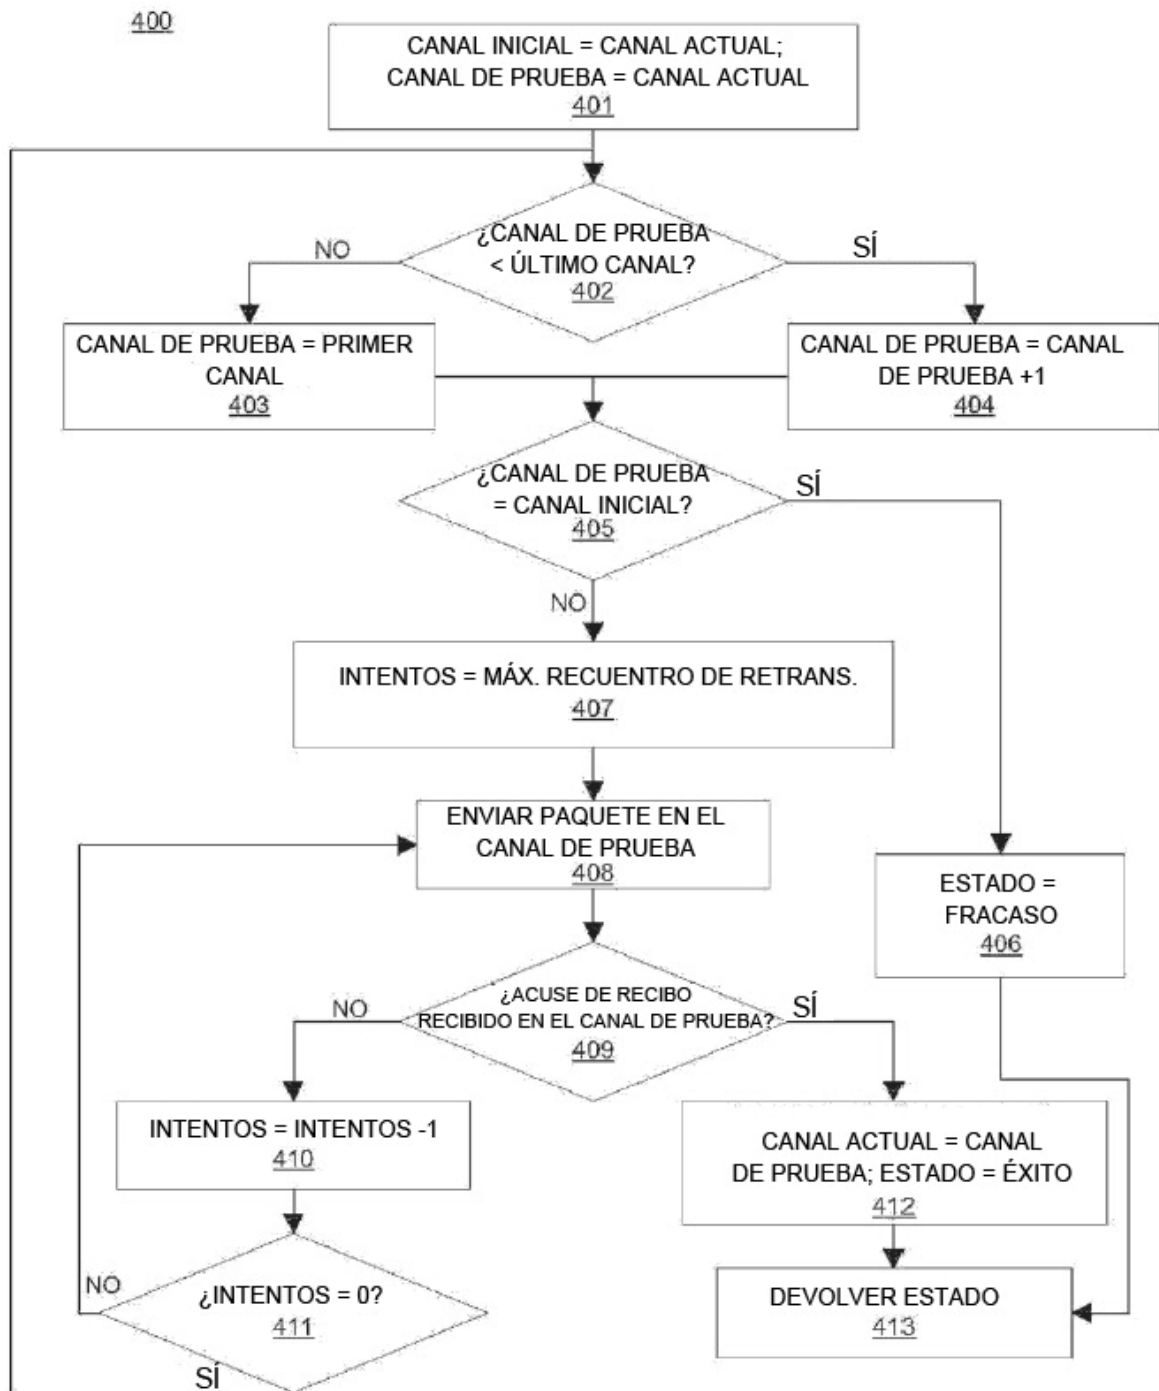 400
CANAL INICIAL = CANAL ACTUAL;
CANAL DE PRUEBA = CANAL ACTUAL
401
¿CANAL DE PRUEBA
< ÚLTIMO CANAL?
402
NO
SÍ
CANAL DE PRUEBA = PRIMER
CANAL
403
CANAL DE PRUEBA = CANAL
DE PRUEBA +1
404
¿CANAL DE PRUEBA
= CANAL INICIAL?
405
SÍ
NO
INTENTOS = MÁX. RECUENTO DE RETRANS.
407
ENVIAR PAQUETE EN EL
CANAL DE PRUEBA
408
ESTADO =
FRACASO
406
¿ACUSE DE RECIBO
RECIBIDO EN EL CANAL DE PRUEBA?
409
NO
SÍ
INTENTOS = INTENTOS -1
410
CANAL ACTUAL = CANAL
DE PRUEBA; ESTADO = ÉXITO
412
¿INTENTOS = 0?
411
NO
SÍ
DEVOLVER ESTADO
413